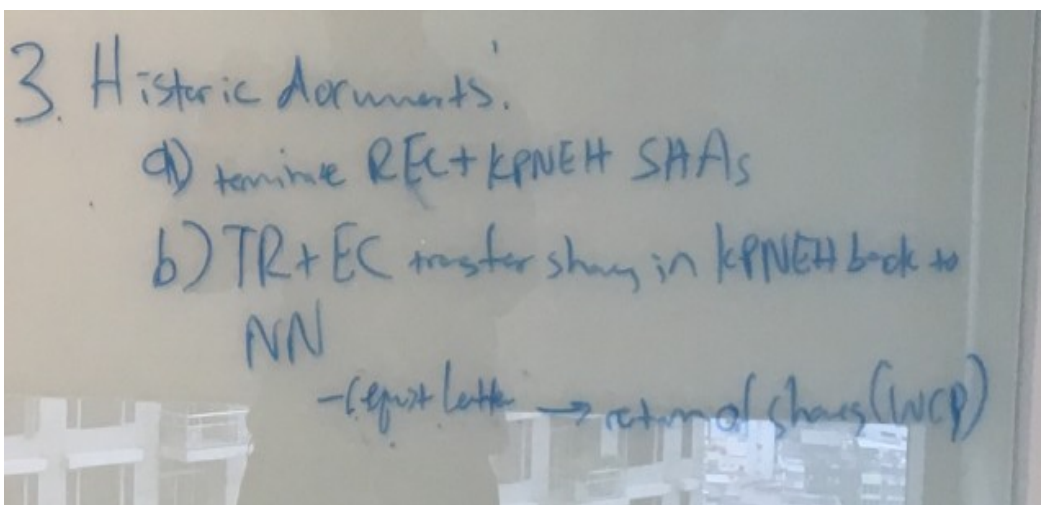 3. Historic documents.
a) terminate REC + KPNEH SHAs
b) TR + EC transfer shares in KPNEH back to
NN
- request letter → return of shares (WCP)